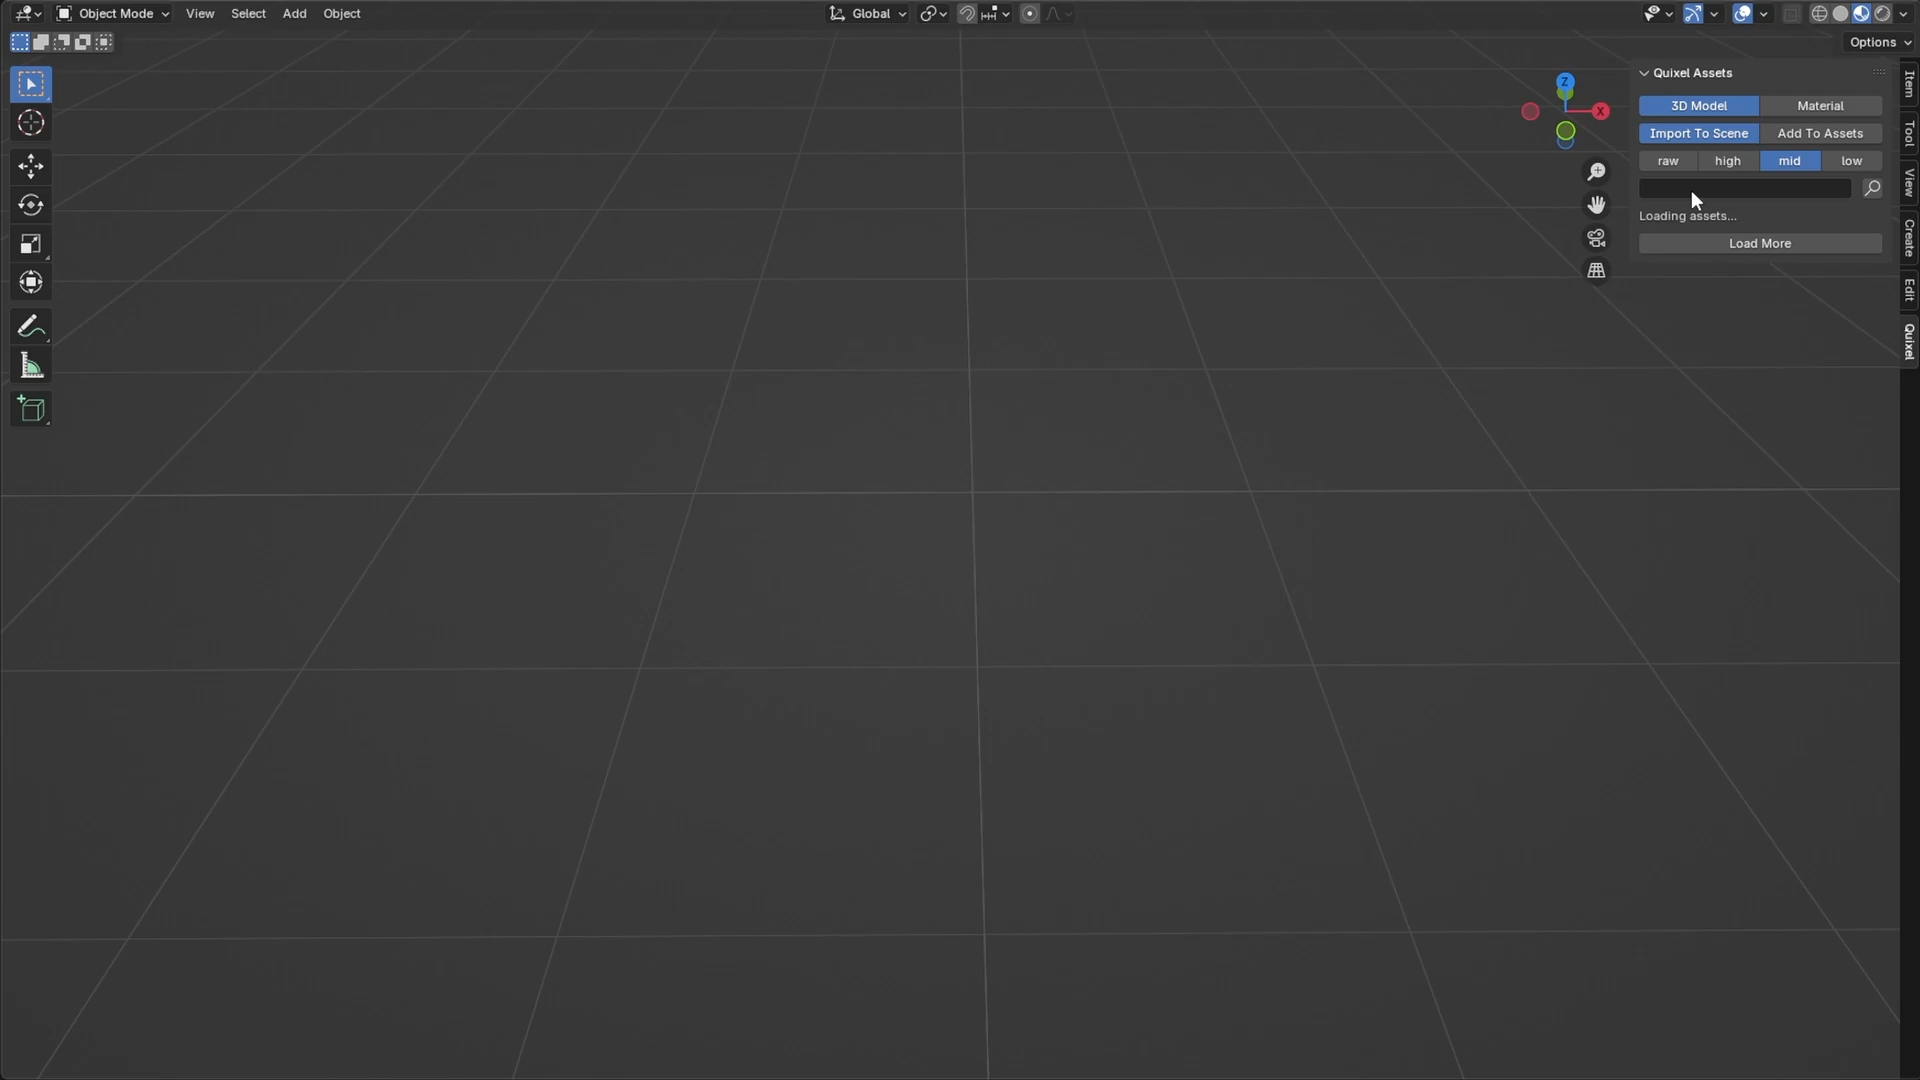 Object Mode View Select Add Object Global
Options
Quixel Assets
3D Model Material
Import To Scene Add To Assets
raw high mid low
Loading assets...
Load More
Z
X
Item
Tool
View
Create
Edit
Quixel